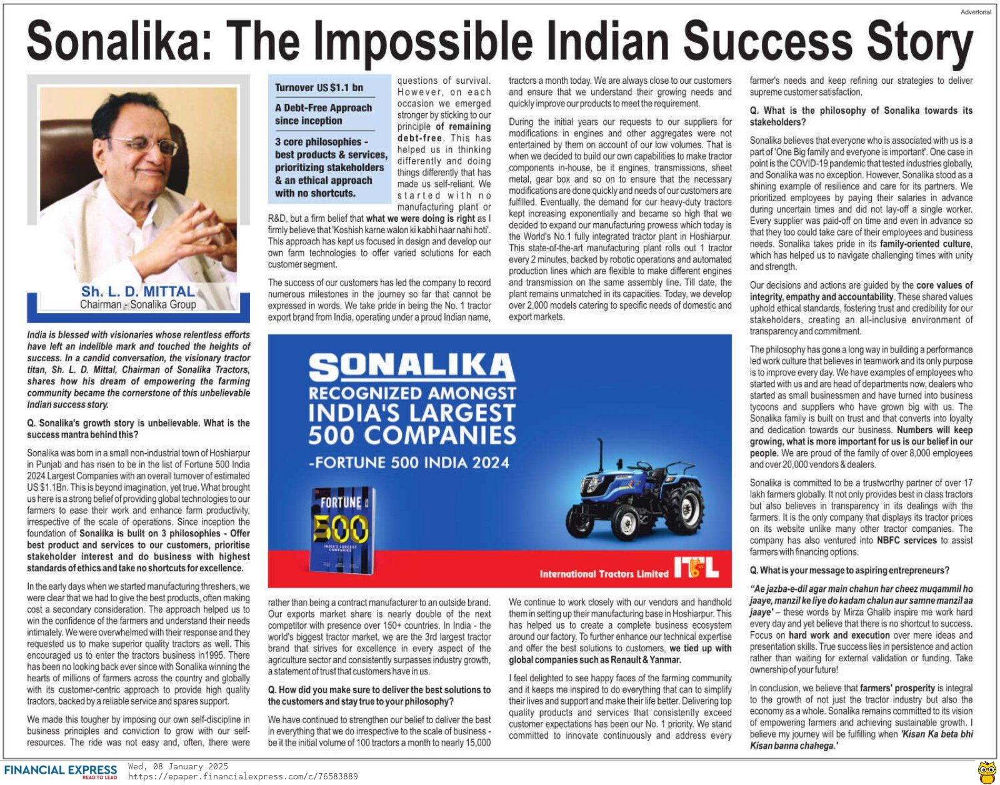 Advertorial
Sonalika: The Impossible Indian Success Story
Sh. L. D. MITTAL
Chairman - Sonalika Group
India is blessed with visionaries whose relentless efforts
have left an indelible mark and touched the heights of
success. In a candid conversation, the visionary tractor
titan, Sh. L. D. Mittal, Chairman of Sonalika Tractors,
shares how his dream of empowering the farming
community became the cornerstone of this unbelievable
Indian success story.
Q. Sonalika's growth story is unbelievable. What is the
success mantra behind this?
Sonalika was born in a small non-industrial town of Hoshiarpur
in Punjab and has risen to be in the list of Fortune 500 India
2024 Largest Companies with an overall turnover of estimated
US $1.1Bn. This is beyond imagination, yet true. What brought
us here is a strong belief of providing global technologies to our
farmers to ease their work and enhance farm productivity,
irrespective of the scale of operations. Since inception the
foundation of Sonalika is built on 3 philosophies - Offer
best product and services to our customers, prioritise
stakeholder interest and do business with highest
standards of ethics and take no shortcuts for excellence.
In the early days when we started manufacturing threshers, we
were clear that we had to give the best products, often making
cost a secondary consideration. The approach helped us to
win the confidence of the farmers and understand their needs
intimately. We were overwhelmed with their response and they
requested us to make superior quality tractors as well. This
encouraged us to enter the tractors business in1995. There
has been no looking back ever since with Sonalika winning the
hearts of millions of farmers across the country and globally
with its customer-centric approach to provide high quality
tractors, backed by a reliable service and spares support.
We made this tougher by imposing our own self-discipline in
business principles and conviction to grow with our self-
resources. The ride was not easy and, often, there were
Turnover US $1.1 bn
A Debt-Free Approach
since inception
3 core philosophies -
best products & services,
prioritizing stakeholders
& an ethical approach
with no shortcuts.
questions of survival.
However, on each
occasion we emerged
stronger by sticking to our
principle of remaining
debt-free. This has
helped us in thinking
differently and doing
things differently that has
made us self-reliant. We
started with no
manufacturing plant or
R&D, but a firm belief that what we were doing is right as I
firmly believe that 'Koshish karne walon ki kabhi haar nahi hoti'.
This approach has kept us focused in design and develop our
own farm technologies to offer varied solutions for each
customer segment.
The success of our customers has led the company to record
numerous milestones in the journey so far that cannot be
expressed in words. We take pride in being the No. 1 tractor
export brand from India, operating under a proud Indian name,
rather than being a contract manufacturer to an outside brand.
Our exports market share is nearly double of the next
competitor with presence over 150+ countries. In India - the
world's biggest tractor market, we are the 3rd largest tractor
brand that strives for excellence in every aspect of the
agriculture sector and consistently surpasses industry growth,
a statement of trust that customers have in us.
Q. How did you make sure to deliver the best solutions to
the customers and stay true to your philosophy?
We have continued to strengthen our belief to deliver the best
in everything that we do irrespective to the scale of business -
be it the initial volume of 100 tractors a month to nearly 15,000
tractors a month today. We are always close to our customers
and ensure that we understand their growing needs and
quickly improve our products to meet the requirement.
During the initial years our requests to our suppliers for
modifications in engines and other aggregates were not
entertained by them on account of our low volumes. That is
when we decided to build our own capabilities to make tractor
components in-house, be it engines, transmissions, sheet
metal, gear box and so on to ensure that the necessary
modifications are done quickly and needs of our customers are
fulfilled. Eventually, the demand for our heavy-duty tractors
kept increasing exponentially and became so high that we
decided to expand our manufacturing prowess which today is
the World's No.1 fully integrated tractor plant in Hoshiarpur.
This state-of-the-art manufacturing plant rolls out 1 tractor
every 2 minutes, backed by robotic operations and automated
production lines which are flexible to make different engines
and transmission on the same assembly line. Till date, the
plant remains unmatched in its capacities. Today, we develop
over 2,000 models catering to specific needs of domestic and
export markets.
SONALIKA
RECOGNIZED AMONGST
INDIA'S LARGEST
500 COMPANIES
-FORTUNE 500 INDIA 2024
FORTUNE
500
INDIA'S LARGEST
COMPANIES
International Tractors Limited ITL
We continue to work closely with our vendors and handhold
them in setting up their manufacturing base in Hoshiarpur. This
has helped us to create a complete business ecosystem
around our factory. To further enhance our technical expertise
and offer the best solutions to customers, we tied up with
global companies such as Renault & Yanmar.
I feel delighted to see happy faces of the farming community
and it keeps me inspired to do everything that can to simplify
their lives and support and make their life better. Delivering top
quality products and services that consistently exceed
customer expectations has been our No. 1 priority. We stand
committed to innovate continuously and address every
farmer's needs and keep refining our strategies to deliver
supreme customer satisfaction.
Q. What is the philosophy of Sonalika towards its
stakeholders?
Sonalika believes that everyone who is associated with us is a
part of 'One Big family and everyone is important'. One case in
point is the COVID-19 pandemic that tested industries globally,
and Sonalika was no exception. However, Sonalika stood as a
shining example of resilience and care for its partners. We
prioritized employees by paying their salaries in advance
during uncertain times and did not lay-off a single worker.
Every supplier was paid-off on time and even in advance so
that they too could take care of their employees and business
needs. Sonalika takes pride in its family-oriented culture,
which has helped us to navigate challenging times with unity
and strength.
Our decisions and actions are guided by the core values of
integrity, empathy and accountability. These shared values
uphold ethical standards, fostering trust and credibility for our
stakeholders, creating an all-inclusive environment of
transparency and commitment.
The philosophy has gone a long way in building a performance
led work culture that believes in teamwork and its only purpose
is to improve every day. We have examples of employees who
started with us and are head of departments now, dealers who
started as small businessmen and have turned into business
tycoons and suppliers who have grown big with us. The
Sonalika family is built on trust and that converts into loyalty
and dedication towards our business. Numbers will keep
growing, what is more important for us is our belief in our
people. We are proud of the family of over 8,000 employees
and over 20,000 vendors & dealers.
Sonalika is committed to be a trustworthy partner of over 17
lakh farmers globally. It not only provides best in class tractors
but also believes in transparency in its dealings with the
farmers. It is the only company that displays its tractor prices
on its website unlike many other tractor companies. The
company has also ventured into NBFC services to assist
farmers with financing options.
Q. What is your message to aspiring entrepreneurs?
“Ae jazba-e-dil agar main chahun har cheez muqammil ho
jaaye, manzil ke liye do kadam chalun aur samne manzil aa
jaaye' – these words by Mirza Ghalib inspire me work hard
every day and yet believe that there is no shortcut to success.
Focus on hard work and execution over mere ideas and
presentation skills. True success lies in persistence and action
rather than waiting for external validation or funding. Take
ownership of your future!
In conclusion, we believe that farmers' prosperity is integral
to the growth of not just the tractor industry but also the
economy as a whole. Sonalika remains committed to its vision
of empowering farmers and achieving sustainable growth. I
believe my journey will be fulfilling when 'Kisan Ka beta bhi
Kisan banna chahega.'
FINANCIAL EXPRESS
READ TO LEAD
Wed, 08 January 2025
https://epaper.financialexpress.com/c/76583889